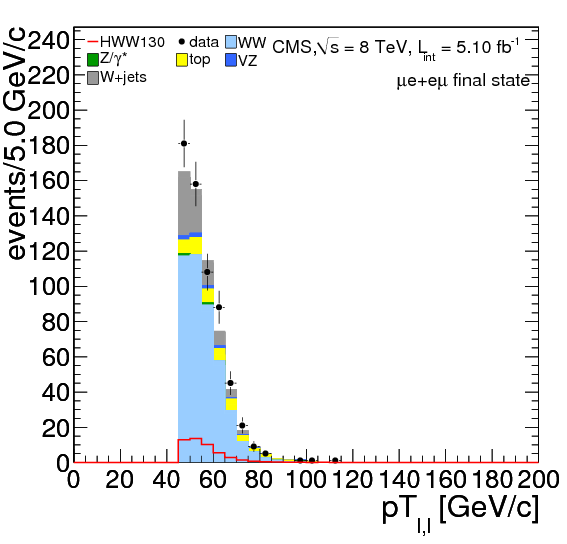 HWW130 data WW CMS,√s = 8 TeV, L_int = 5.10 fb⁻¹
Z/γ* top VZ
W+jets μe+eμ final state
events/5.0 GeV/c
240
220
200
180
160
140
120
100
80
60
40
20
0
0 20 40 60 80 100 120 140 160 180 200
pT_l,l [GeV/c]